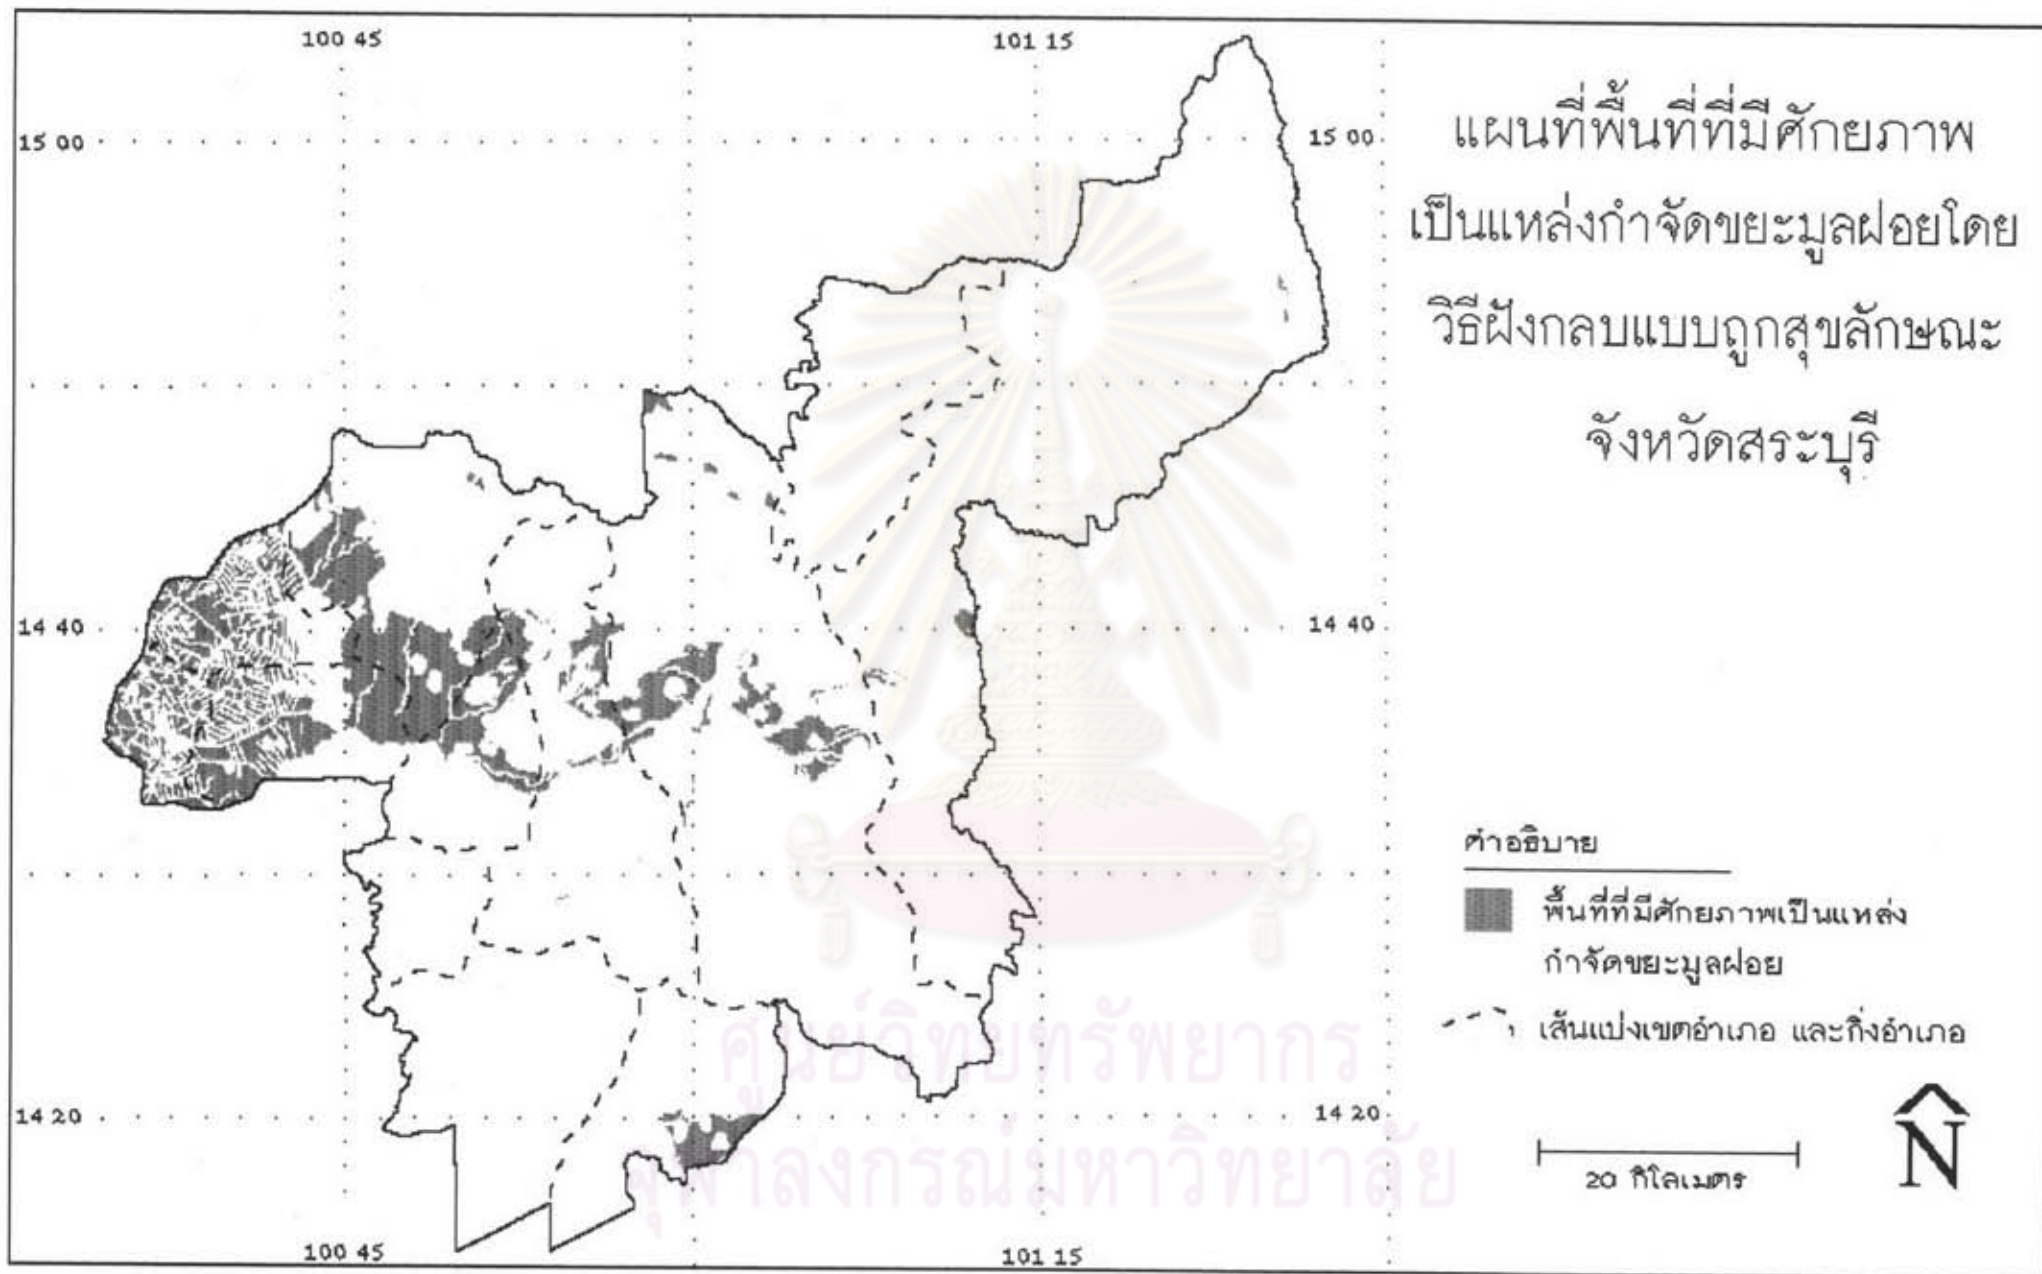 100 45
101 15
15 00
15 00
14 40
14 40
14 20
14 20
100 45
101 15
แผนที่พื้นที่ที่มีศักยภาพ
เป็นแหล่งกำจัดขยะมูลฝอยโดย
วิธีฝังกลบแบบถูกสุขลักษณะ
จังหวัดสระบุรี
คำอธิบาย
พื้นที่ที่มีศักยภาพเป็นแหล่ง
กำจัดขยะมูลฝอย
เส้นแบ่งเขตอำเภอ และกิ่งอำเภอ
20 กิโลเมตร
N
ศูนย์วิทยทรัพยากร
จุฬาลงกรณ์มหาวิทยาลัย